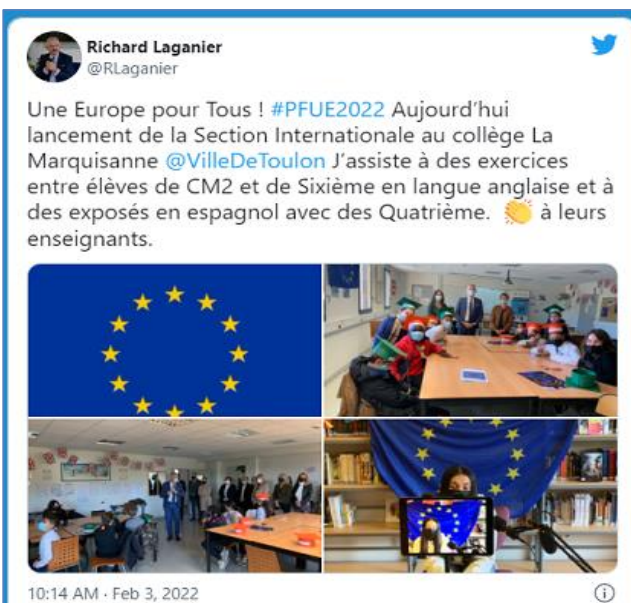 Richard Laganier
@RLaganier
Une Europe pour Tous ! #PFUE2022 Aujourd'hui
lancement de la Section Internationale au collège La
Marquisanne @VilleDeToulon J'assiste à des exercices
entre élèves de CM2 et de Sixième en langue anglaise et à
des exposés en espagnol avec des Quatrième. 👏 à leurs
enseignants.
10:14 AM · Feb 3, 2022